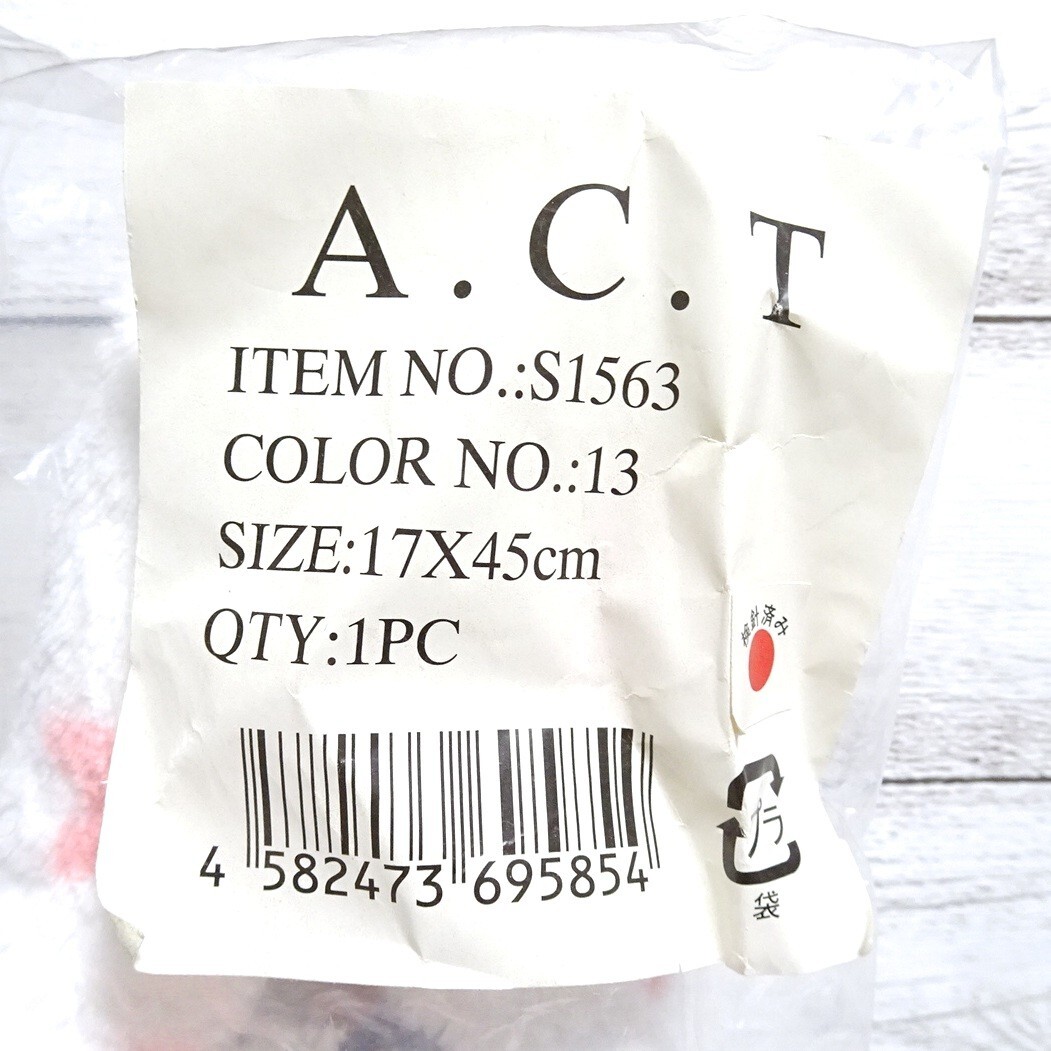 A.C.T
ITEM NO.:S1563
COLOR NO.:13
SIZE:17X45cm
QTY:1PC
検針済み
4 582473 695854
プラ
袋